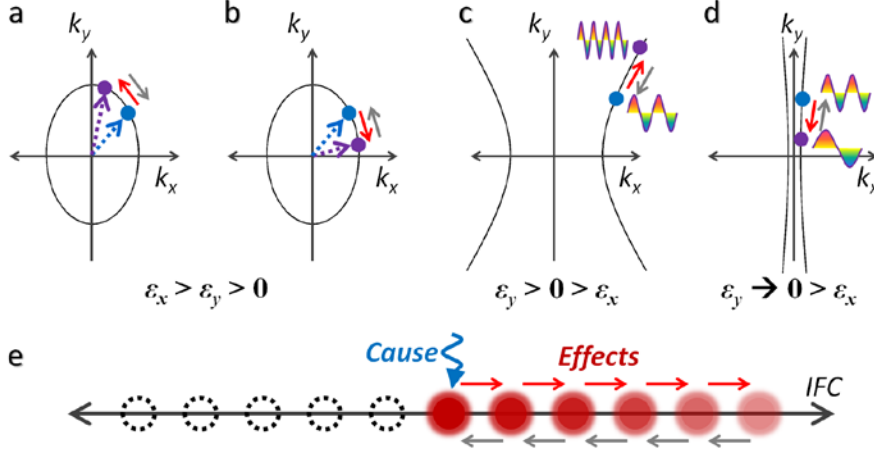 a
k_y
k_x
b
k_y
k_x
c
k_y
k_x
d
k_y
k_x
ε_x > ε_y > 0
ε_y > 0 > ε_x
ε_y → 0 > ε_x
e
Cause
Effects
IFC